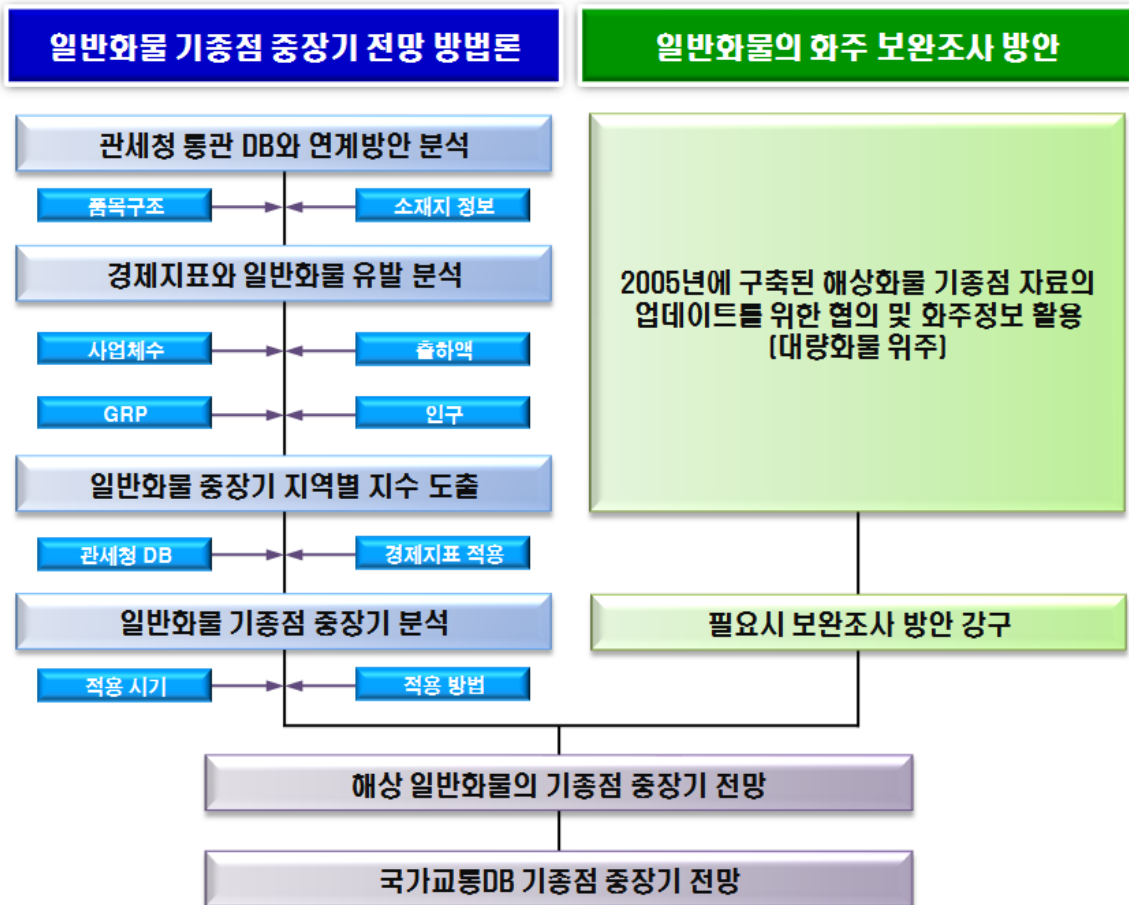 일반화물 기종점 중장기 전망 방법론
일반화물의 화주 보완조사 방안
관세청 통관 DB와 연계방안 분석
품목구조
소재지 정보
경제지표와 일반화물 유발 분석
사업체수
출하액
GRP
인구
일반화물 중장기 지역별 지수 도출
관세청 DB
경제지표 적용
일반화물 기종점 중장기 분석
적용 시기
적용 방법
2005년에 구축된 해상화물 기종점 자료의
업데이트를 위한 협의 및 화주정보 활용
(대량화물 위주)
필요시 보완조사 방안 강구
해상 일반화물의 기종점 중장기 전망
국가교통DB 기종점 중장기 전망